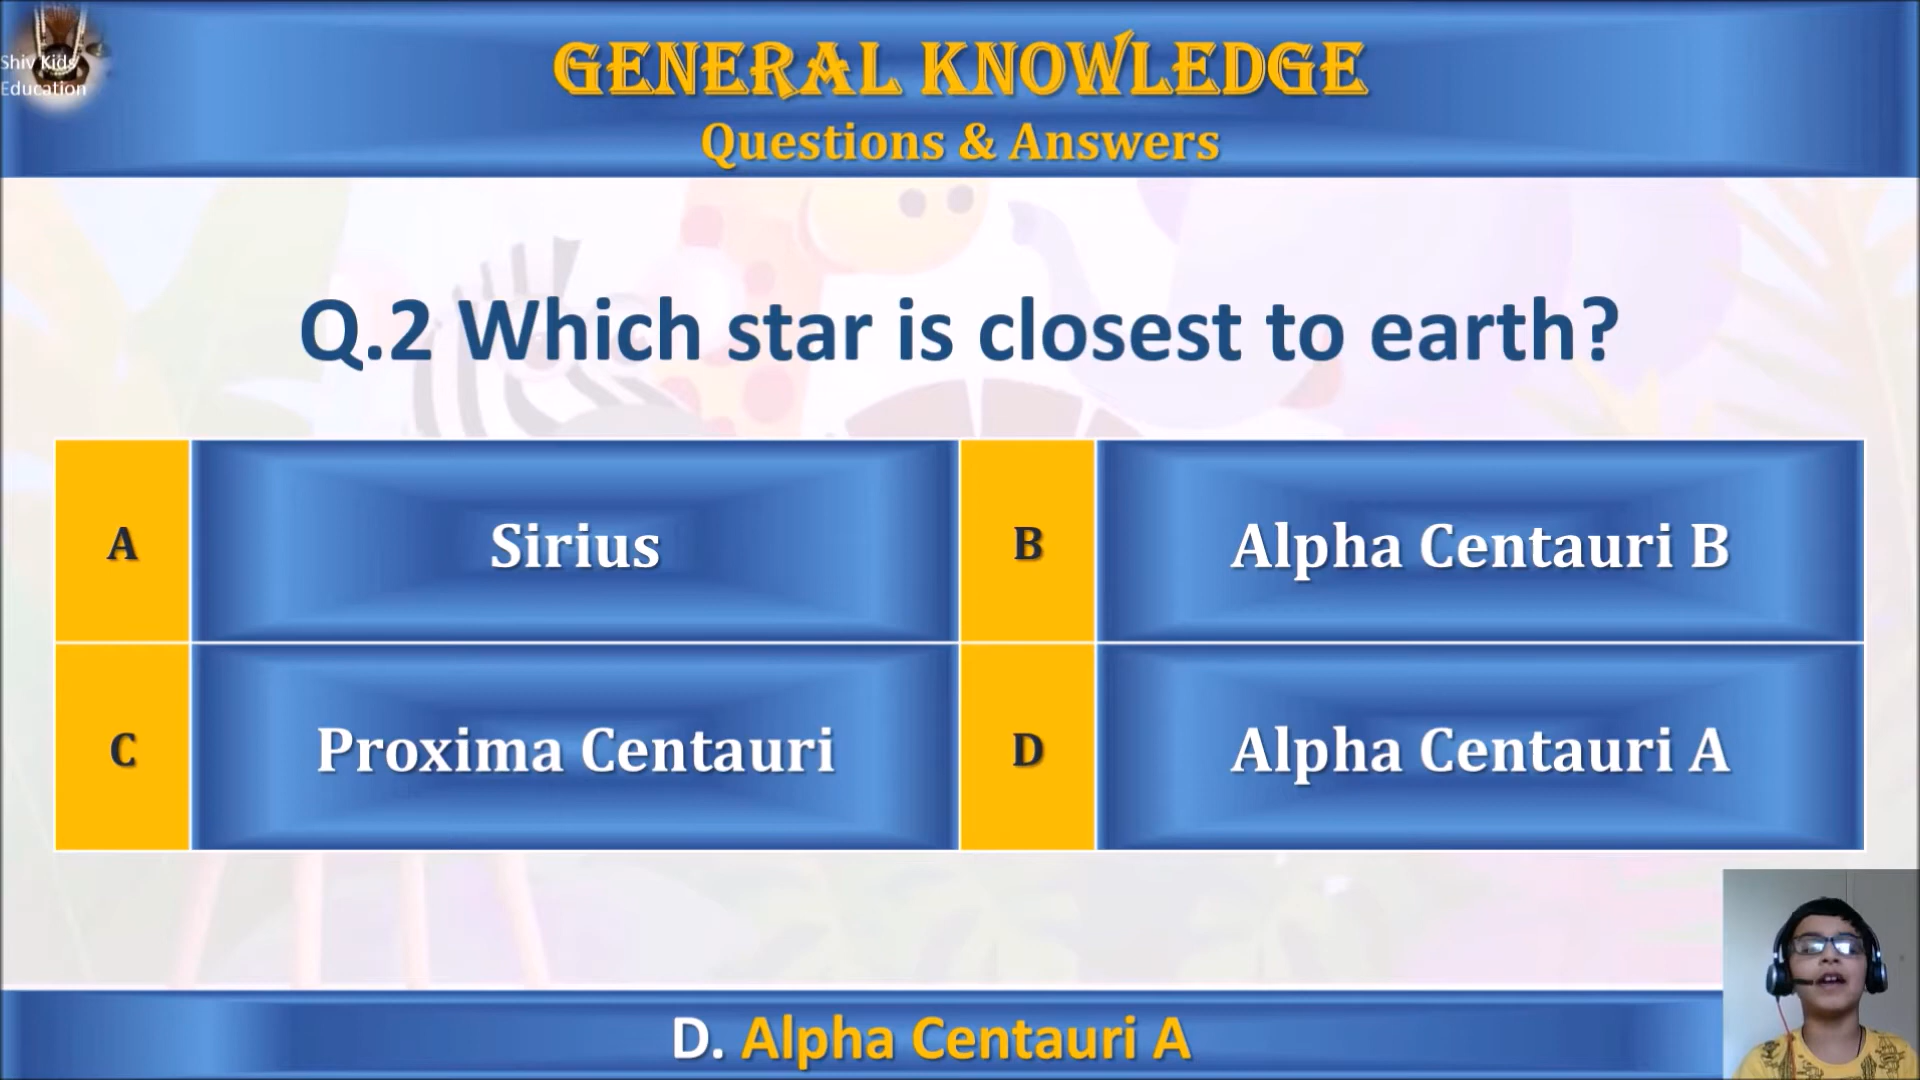 Shiv Kids
Education
GENERAL KNOWLEDGE
Questions & Answers
Q.2 Which star is closest to earth?
A
Sirius
B
Alpha Centauri B
C
Proxima Centauri
D
Alpha Centauri A
D. Alpha Centauri A